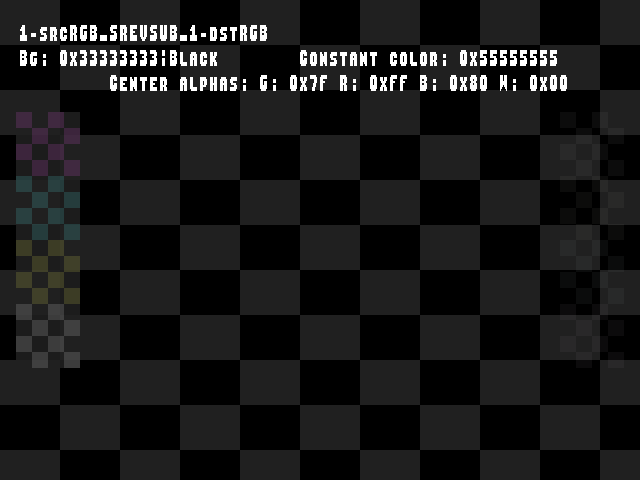 1-srcRGB_SREVSUB_1-dstRGB
Bg: 0x33333333¦Black Constant color: 0x55555555
Center alphas: G: 0x7f R: 0xff B: 0x80 W: 0x00